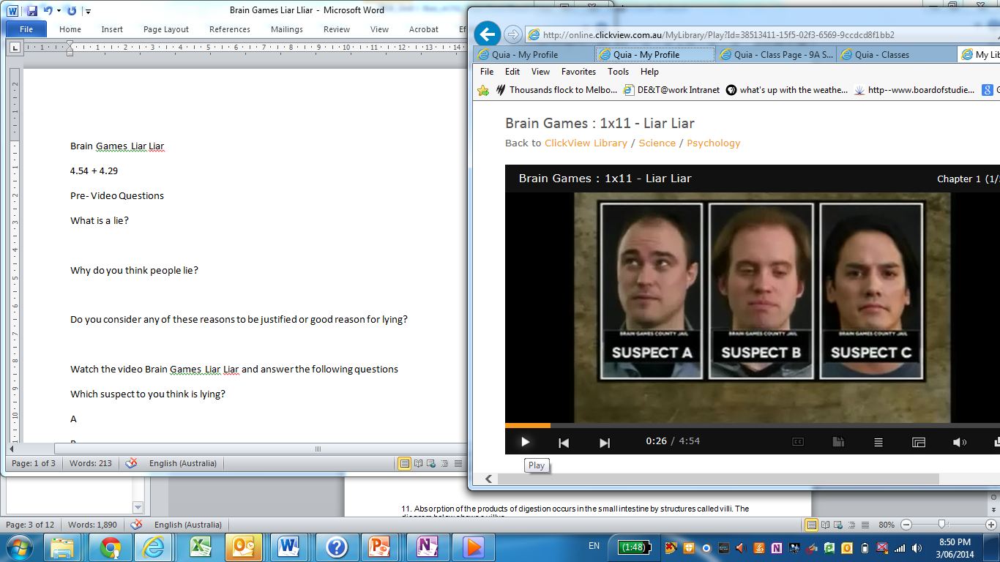 Brain Games Liar Lliar - Microsoft Word
File Home Insert Page Layout References Mailings Review View Acrobat Ef
Brain Games Liar Liar
4.54 + 4.29
Pre- Video Questions
What is a lie?
Why do you think people lie?
Do you consider any of these reasons to be justified or good reason for lying?
Watch the video Brain Games Liar Liar and answer the following questions
Which suspect to you think is lying?
A
Page: 1 of 3 Words: 213 English (Australia)
http://online.clickview.com.au/MyLibrary/Play?Id=38513411-15f5-02f3-6569-9ccdcd8f1bb2
Quia - My Profile Quia - My Profile Quia - Class Page - 9A S... Quia - Classes My Lib
File Edit View Favorites Tools Help
Thousands flock to Melbo... DE&T@work Intranet what's up with the weathe... http--www.boardofstudie...
Brain Games : 1x11 - Liar Liar
Back to ClickView Library / Science / Psychology
Brain Games : 1x11 - Liar Liar Chapter 1 (1/5
BRAIN GAMES COUNTY JAIL BRAIN GAMES COUNTY JAIL BRAIN GAMES COUNTY JAIL
SUSPECT A SUSPECT B SUSPECT C
0:26 / 4:54
Play
11. Absorption of the products of digestion occurs in the small intestine by structures called villi. The
diagram below shows a villus
Page: 3 of 12 Words: 1,890 English (Australia) 80%
EN (1:48) 8:50 PM
3/06/2014